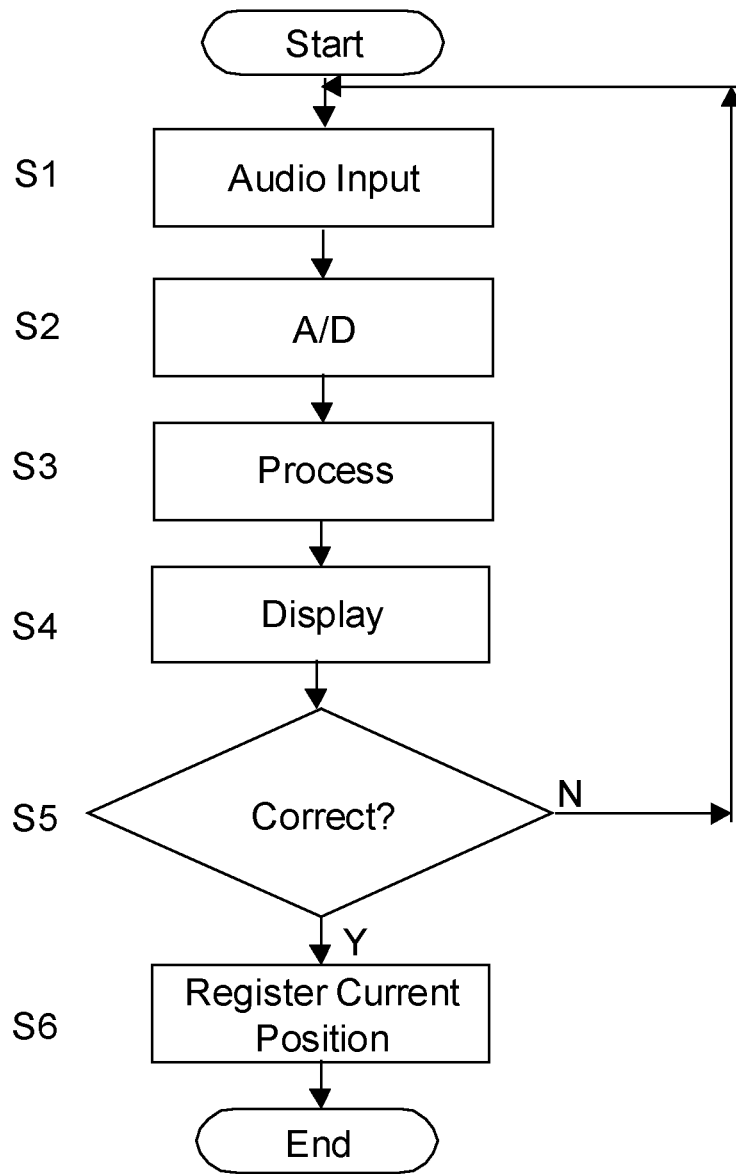 Start
S1
Audio Input
S2
A/D
S3
Process
S4
Display
S5
Correct?
N
Y
S6
Register Current
Position
End